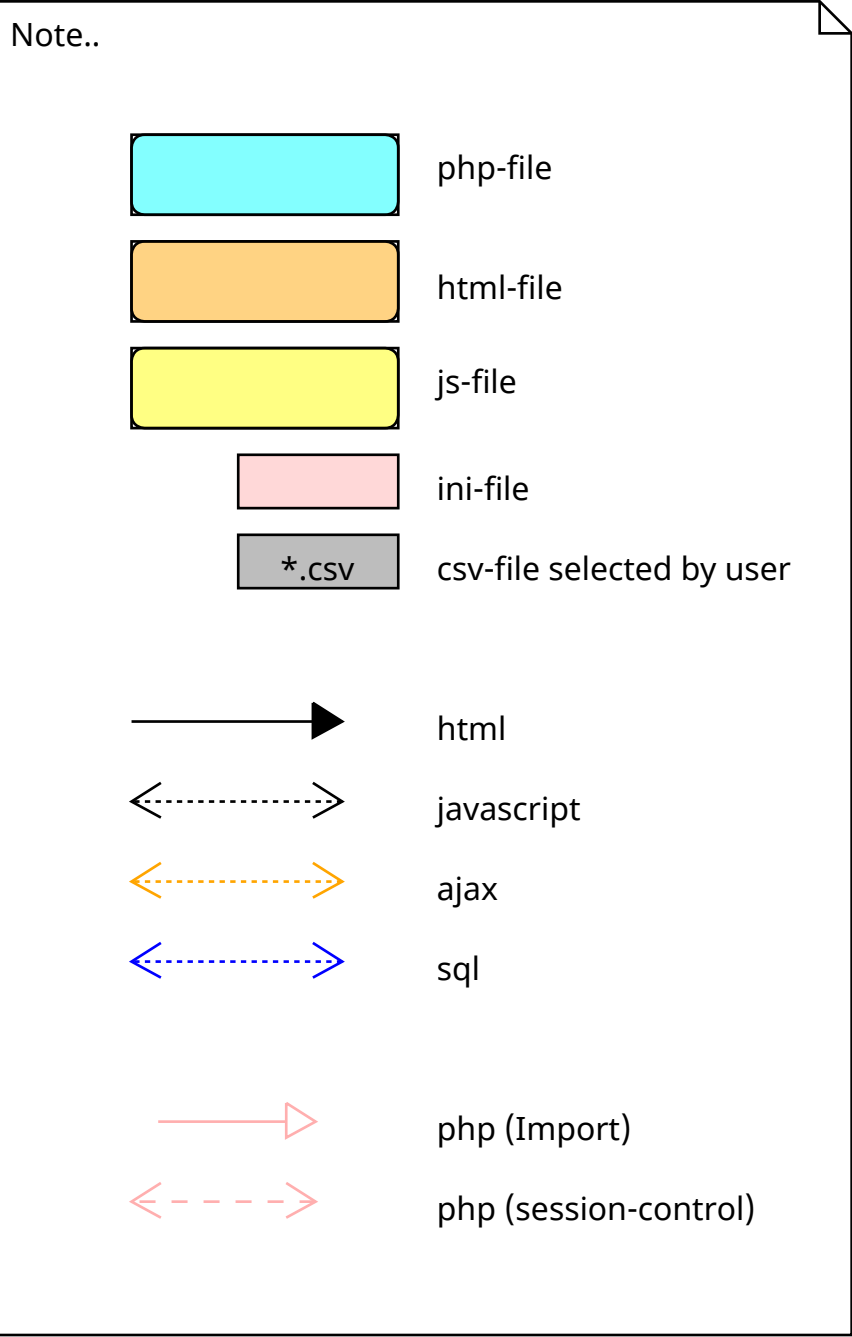 Note..
php-file
html-file
js-file
ini-file
*.csv csv-file selected by user
html
javascript
ajax
sql
php (Import)
php (session-control)